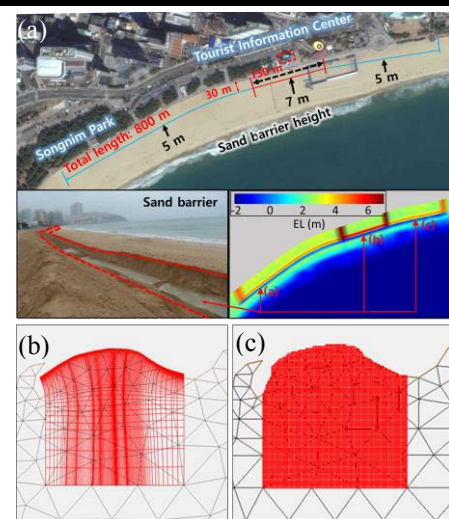 (a)
Tourist Information Center
150 m
30 m
5 m
7 m
Songnim Park
Total length: 800 m
5 m
Sand barrier height
Sand barrier
-2 0 2 4 6
EL (m)
(a)
(b)
(c)
(b)
(c)